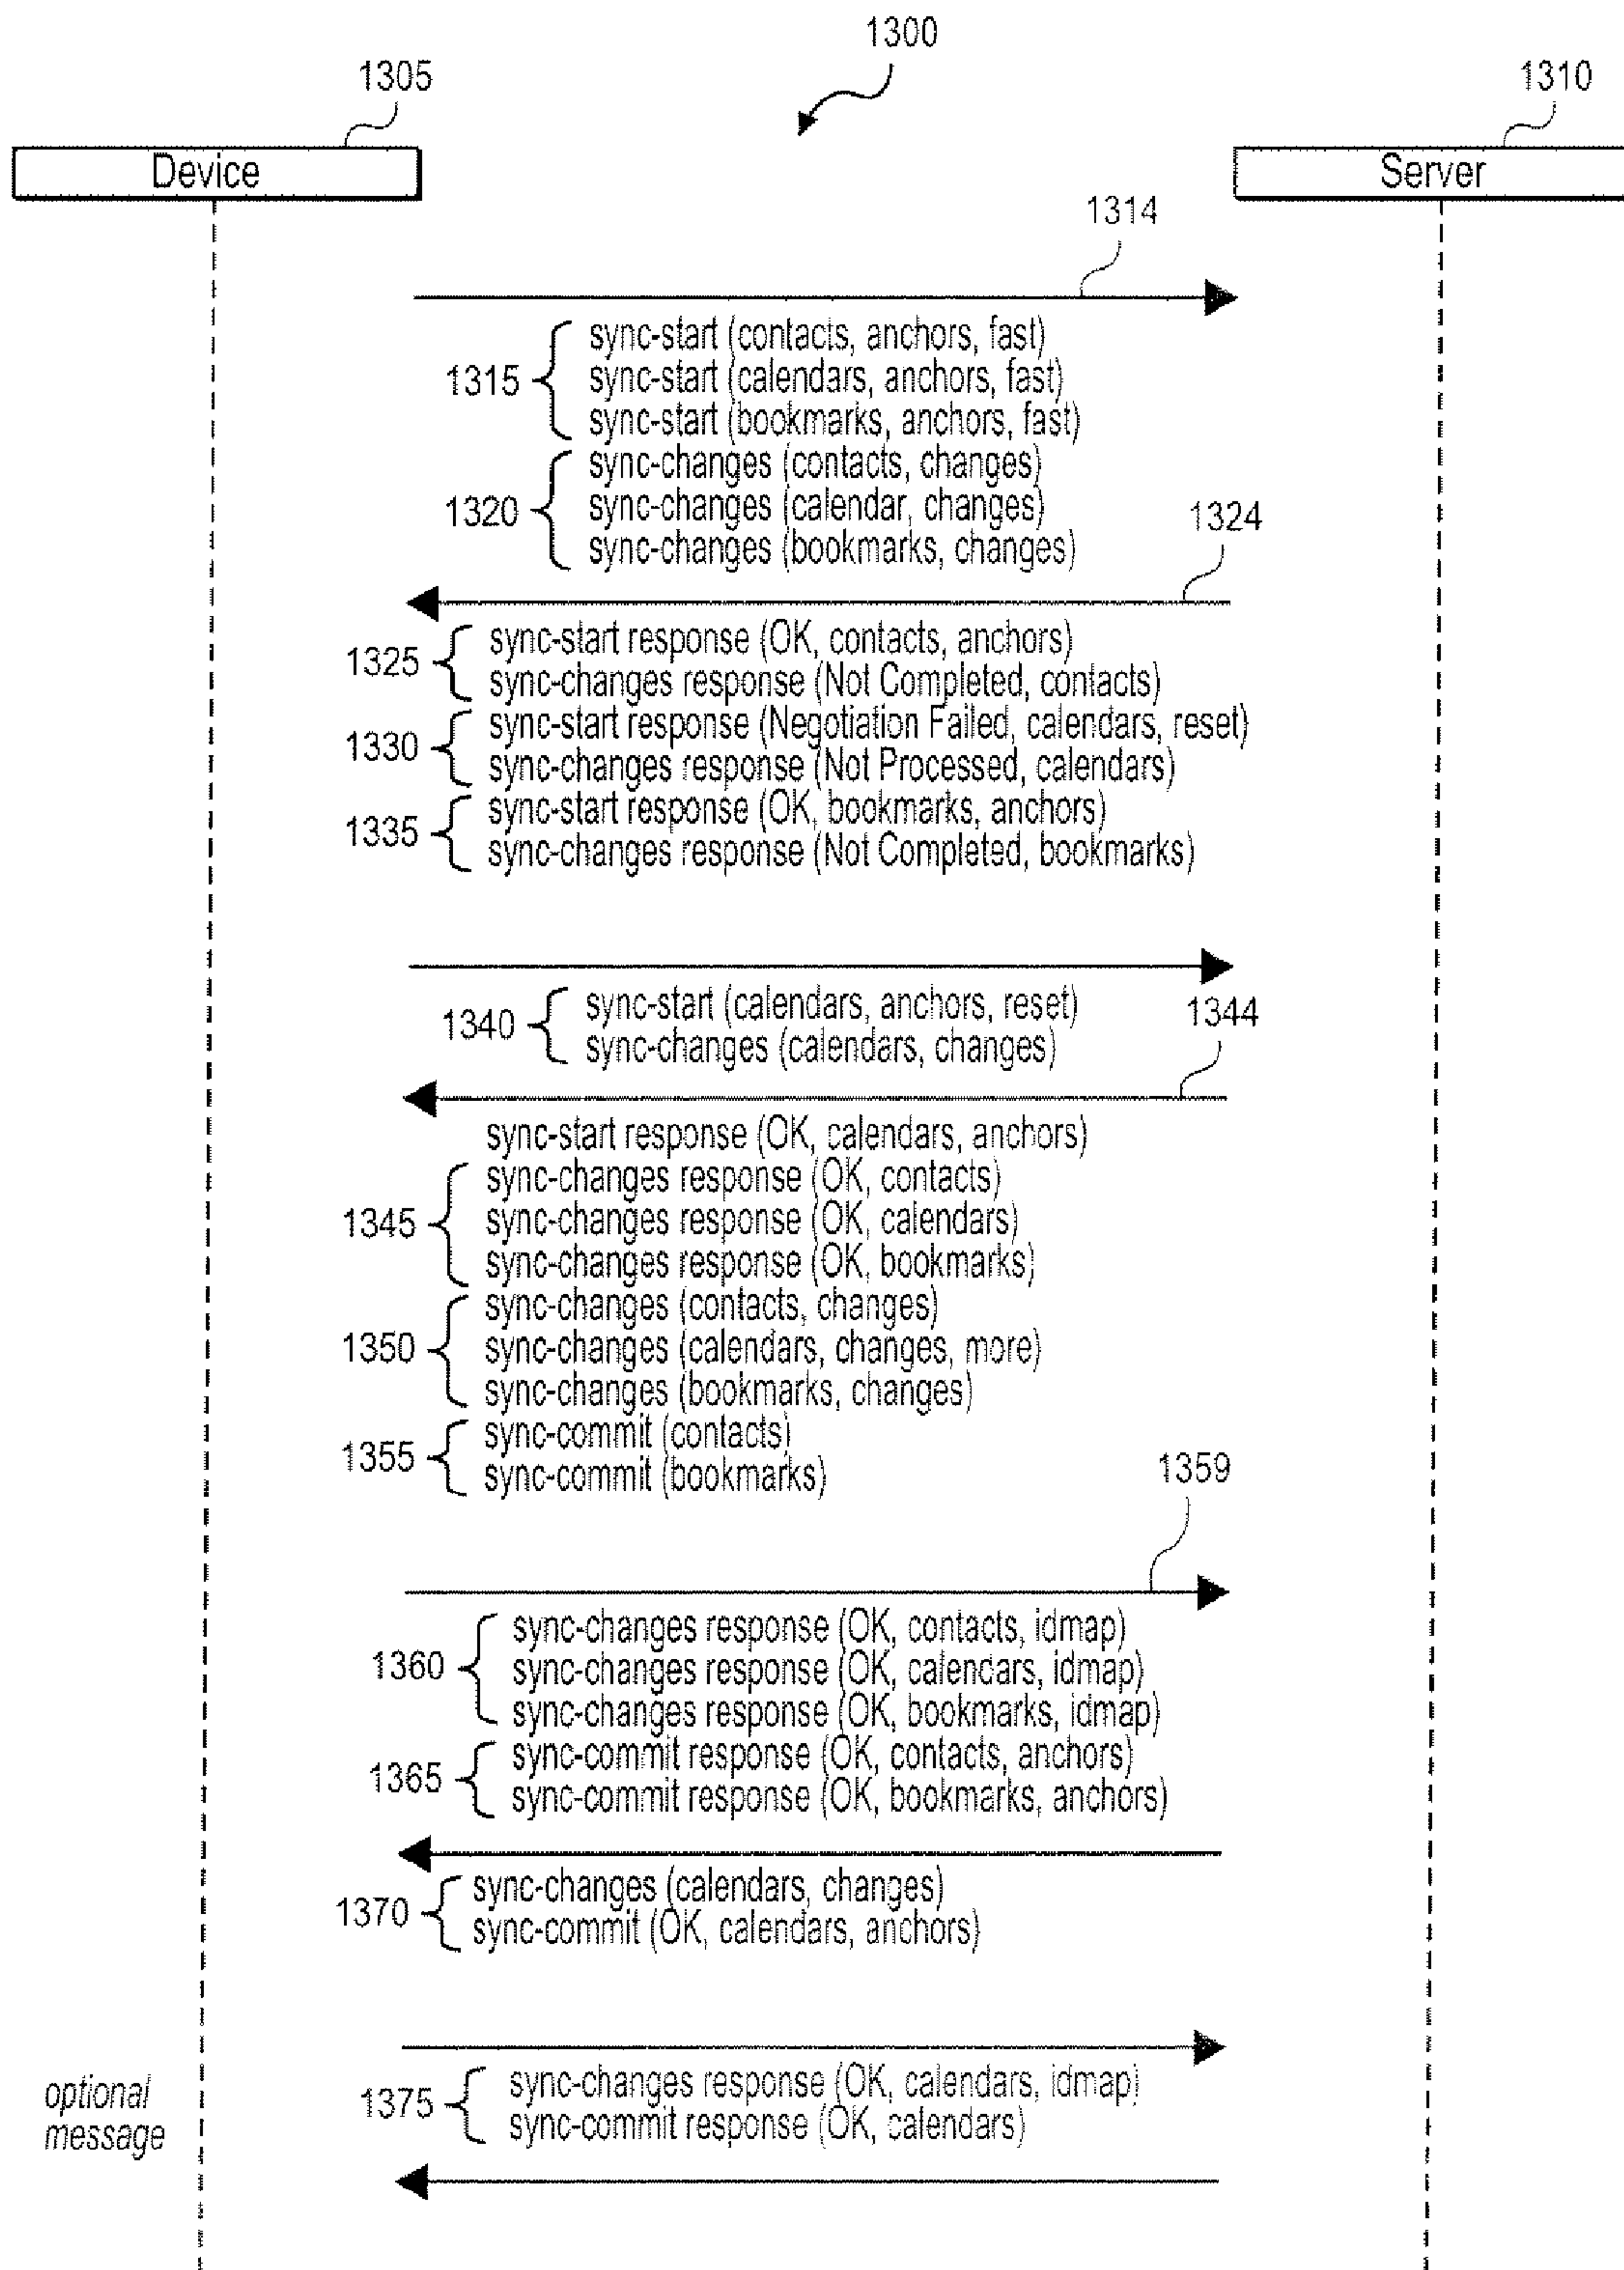 1300
1305
1310
Device
Server
1314
sync-start (contacts, anchors, fast)
1315
sync-start (calendars, anchors, fast)
sync-start (bookmarks, anchors, fast)
sync-changes (contacts, changes)
1320
sync-changes (calendar, changes)
1324
sync-changes (bookmarks, changes)
sync-start response (OK, contacts, anchors)
1325
sync-changes response (Not Completed, contacts)
sync-start response (Negotiation Failed, calendars, reset)
1330
sync-changes response (Not Processed, calendars)
sync-start response (OK, bookmarks, anchors)
1335
sync-changes response (Not Completed, bookmarks)
sync-start (calendars, anchors, reset)
1344
1340
sync-changes (calendars, changes)
sync-start response (OK, calendars, anchors)
sync-changes response (OK, contacts)
1345
sync-changes response (OK, calendars)
sync-changes response (OK, bookmarks)
sync-changes (contacts, changes)
1350
sync-changes (calendars, changes, more)
sync-changes (bookmarks, changes)
sync-commit (contacts)
1355
sync-commit (bookmarks)
1359
sync-changes response (OK, contacts, idmap)
1360
sync-changes response (OK, calendars, idmap)
sync-changes response (OK, bookmarks, idmap)
sync-commit response (OK, contacts, anchors)
1365
sync-commit response (OK, bookmarks, anchors)
sync-changes (calendars, changes)
1370
sync-commit (OK, calendars, anchors)
sync-changes response (OK, calendars, idmap)
1375
sync-commit response (OK, calendars)
optional
message